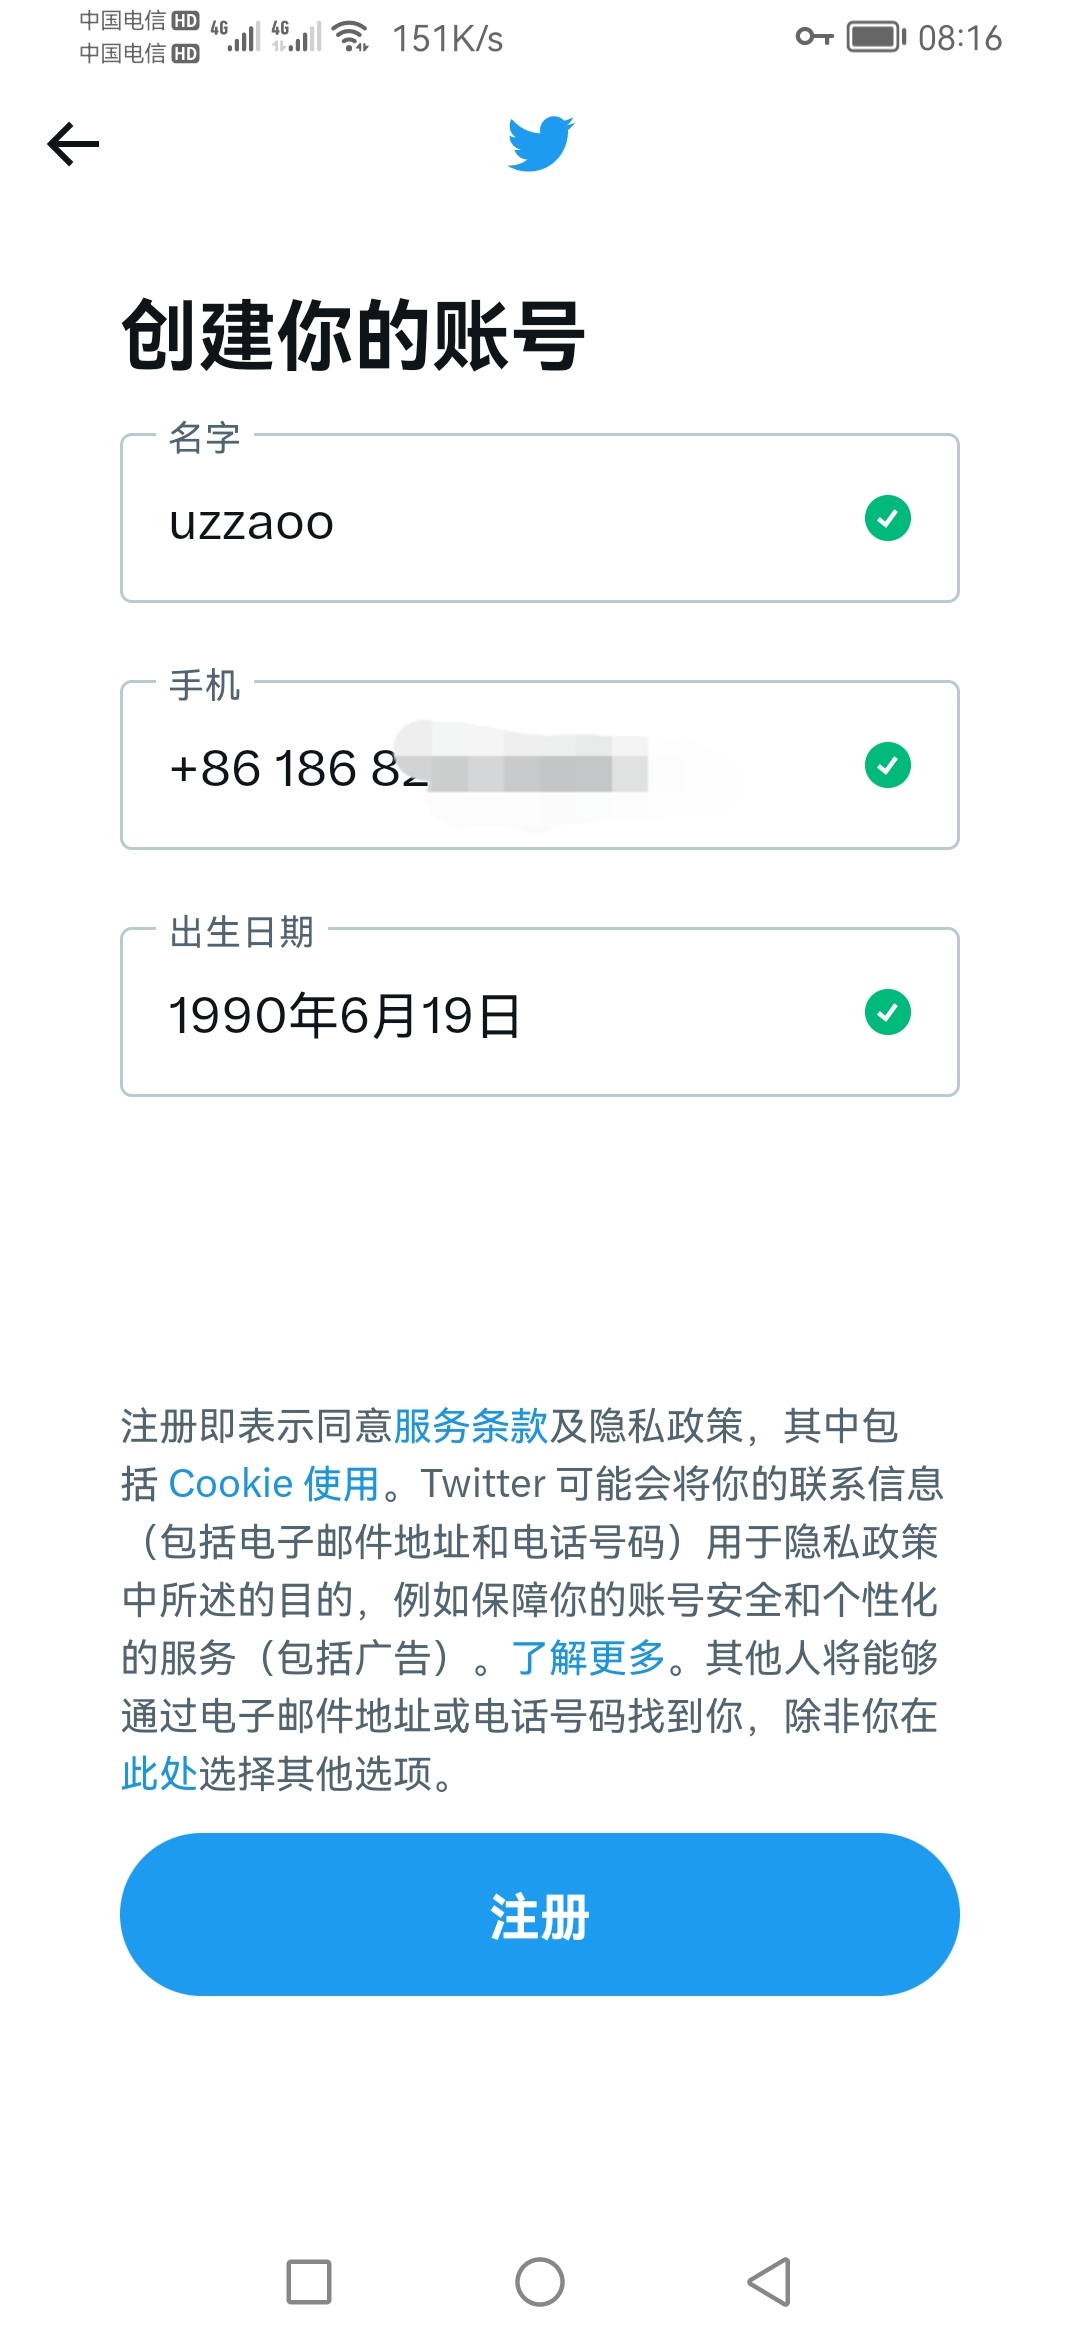 中国电信 HD 4G 4G 151K/s 08:16
中国电信 HD
创建你的账号
名字
uzzaoo
手机
+86 186 82
出生日期
1990年6月19日
注册即表示同意服务条款及隐私政策，其中包
括 Cookie 使用。Twitter 可能会将你的联系信息
（包括电子邮件地址和电话号码）用于隐私政策
中所述的目的，例如保障你的账号安全和个性化
的服务（包括广告）。了解更多。其他人将能够
通过电子邮件地址或电话号码找到你，除非你在
此处选择其他选项。
注册